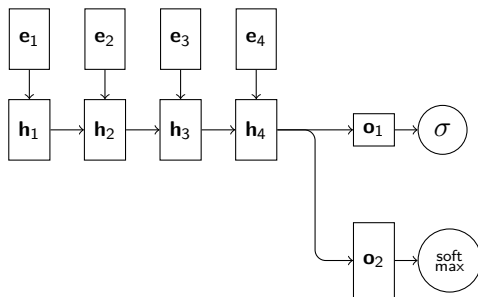 e₁ e₂ e₃ e₄
h₁ h₂ h₃ h₄ o₁ σ
o₂ soft
max